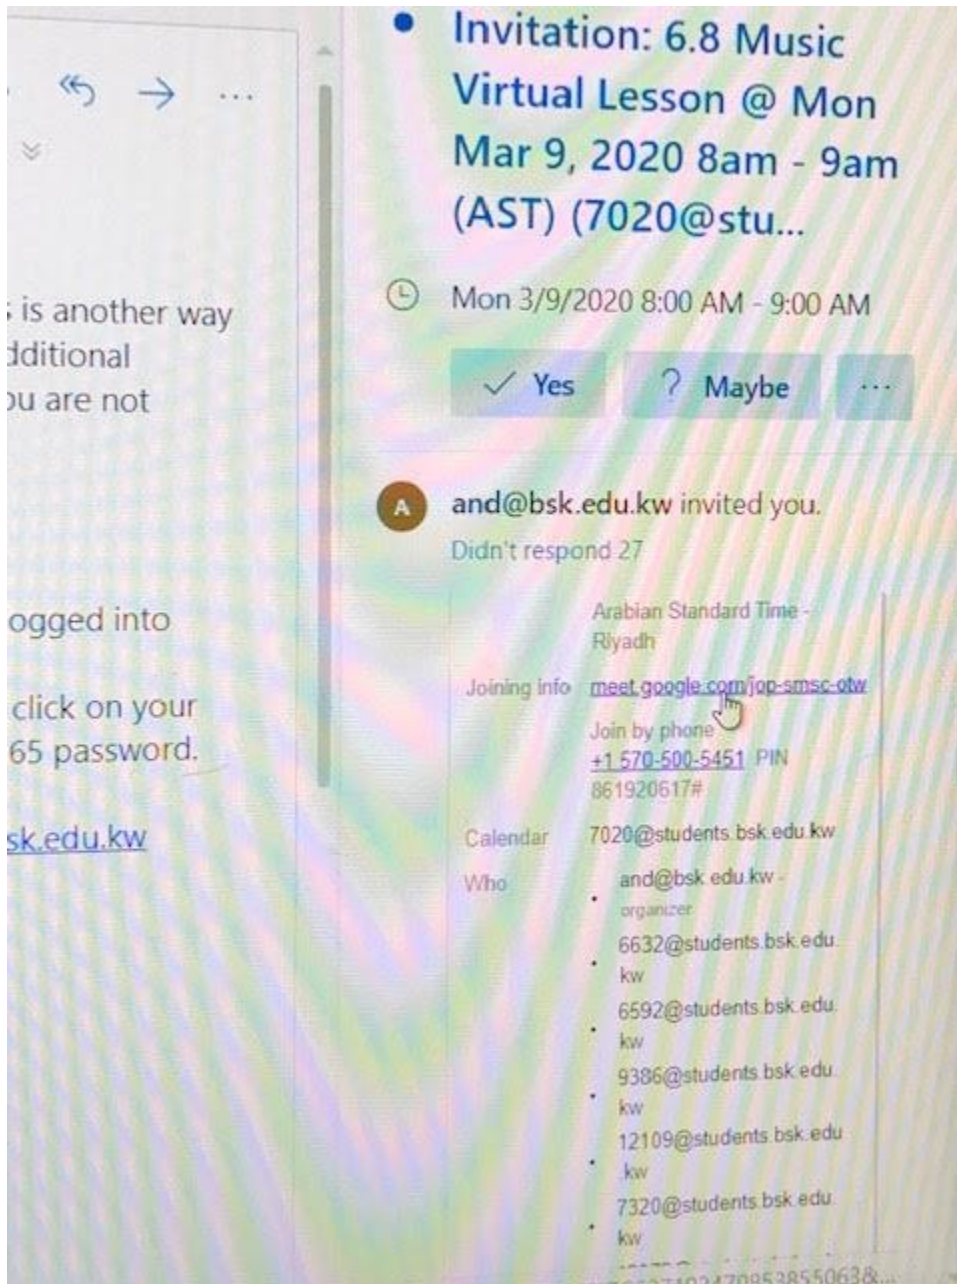 is another way
dditional
ou are not
ogged into
click on your
65 password.
sk.edu.kw
Invitation: 6.8 Music
Virtual Lesson @ Mon
Mar 9, 2020 8am - 9am
(AST) (7020@stu...
Mon 3/9/2020 8:00 AM - 9:00 AM
Yes
? Maybe
...
A
and@bsk.edu.kw invited you.
Didn't respond 27
Arabian Standard Time -
Riyadh
Joining info meet.google.com/jop-smsc-otw
Join by phone
+1 570-500-5451 PIN
861920617#
Calendar 7020@students.bsk.edu.kw
Who
and@bsk.edu.kw -
organizer
6632@students.bsk.edu.
kw
6592@students.bsk.edu.
kw
9386@students.bsk.edu.
kw
12109@students.bsk.edu
.kw
7320@students.bsk.edu.
kw